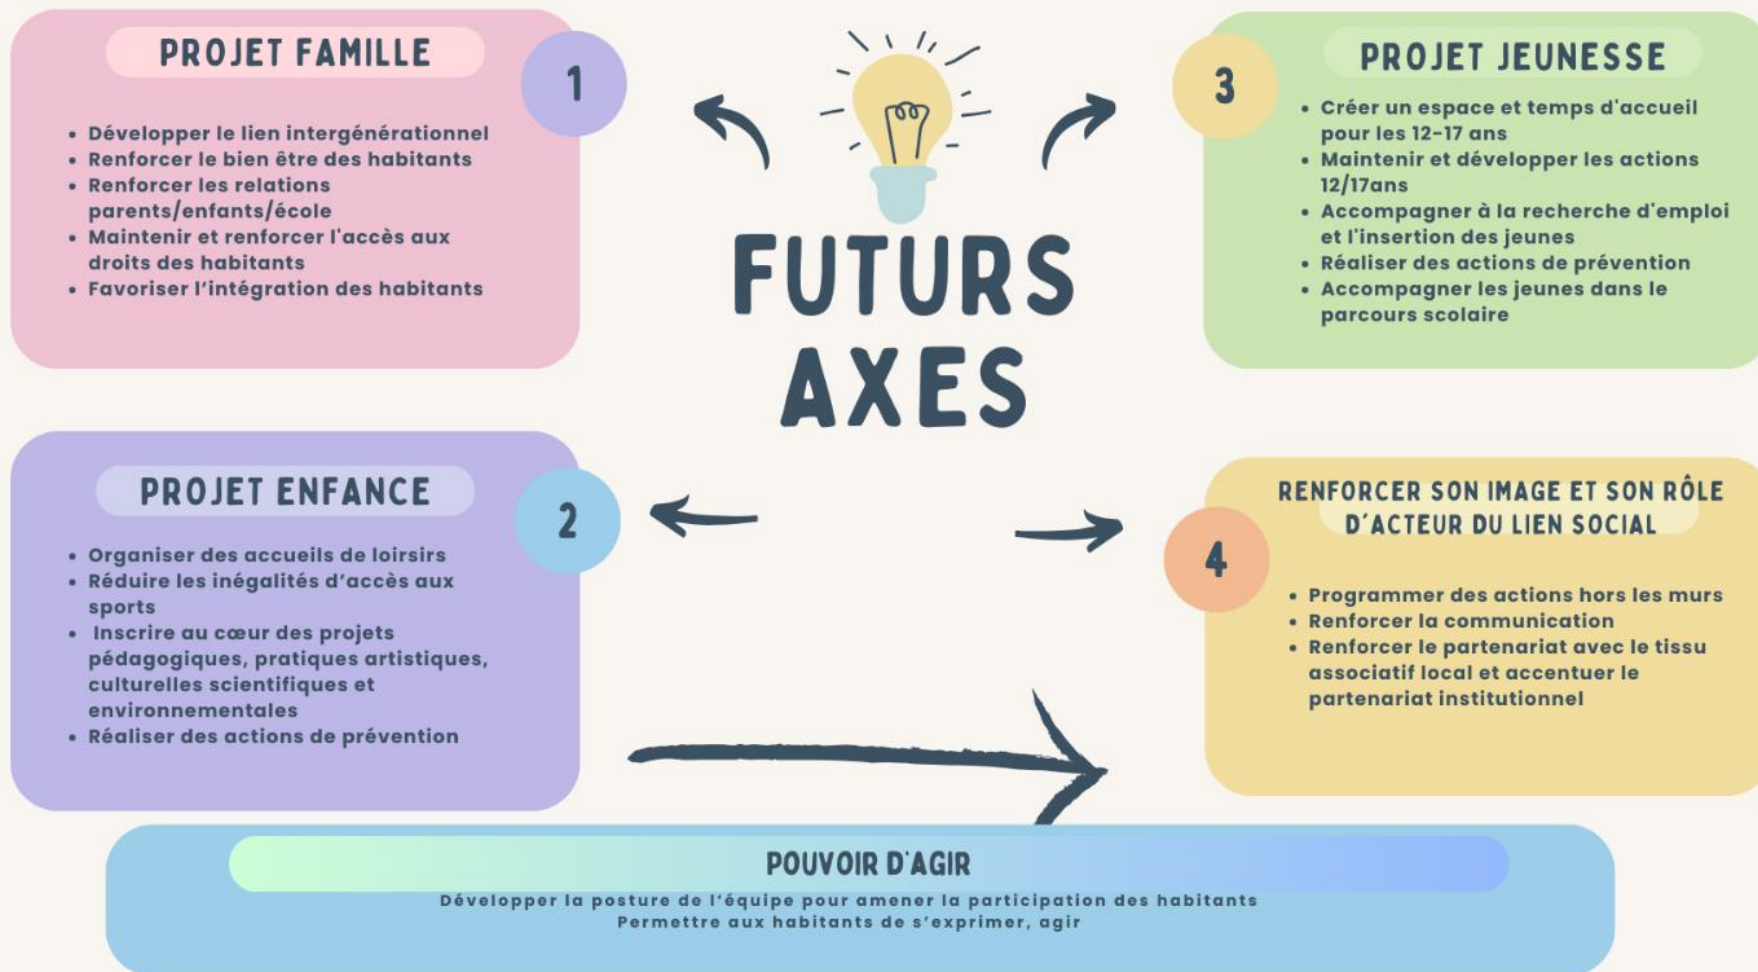 PROJET FAMILLE
1
• Développer le lien intergénérationnel
• Renforcer le bien être des habitants
• Renforcer les relations
parents/enfants/école
• Maintenir et renforcer l'accès aux
droits des habitants
• Favoriser l'intégration des habitants
FUTURS
AXES
PROJET ENFANCE
2
• Organiser des accueils de loirsirs
• Réduire les inégalités d'accès aux
sports
• Inscrire au cœur des projets
pédagogiques, pratiques artistiques,
culturelles scientifiques et
environnementales
• Réaliser des actions de prévention
3
PROJET JEUNESSE
• Créer un espace et temps d'accueil
pour les 12-17 ans
• Maintenir et développer les actions
12/17ans
• Accompagner à la recherche d'emploi
et l'insertion des jeunes
• Réaliser des actions de prévention
• Accompagner les jeunes dans le
parcours scolaire
4
RENFORCER SON IMAGE ET SON RÔLE
D'ACTEUR DU LIEN SOCIAL
• Programmer des actions hors les murs
• Renforcer la communication
• Renforcer le partenariat avec le tissu
associatif local et accentuer le
partenariat institutionnel
POUVOIR D'AGIR
Développer la posture de l'équipe pour amener la participation des habitants
Permettre aux habitants de s'exprimer, agir